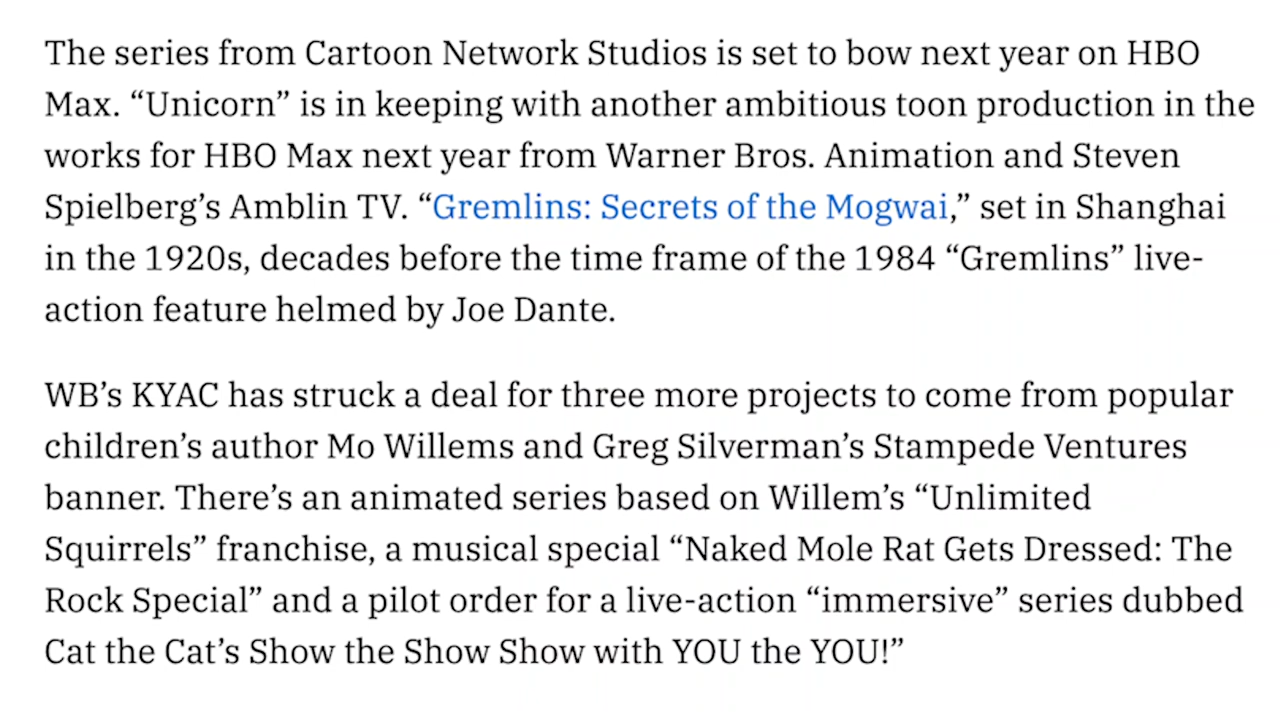 The series from Cartoon Network Studios is set to bow next year on HBO
Max. “Unicorn” is in keeping with another ambitious toon production in the
works for HBO Max next year from Warner Bros. Animation and Steven
Spielberg’s Amblin TV. “Gremlins: Secrets of the Mogwai,” set in Shanghai
in the 1920s, decades before the time frame of the 1984 “Gremlins” live-
action feature helmed by Joe Dante.
WB’s KYAC has struck a deal for three more projects to come from popular
children’s author Mo Willems and Greg Silverman’s Stampede Ventures
banner. There’s an animated series based on Willem’s “Unlimited
Squirrels” franchise, a musical special “Naked Mole Rat Gets Dressed: The
Rock Special” and a pilot order for a live-action “immersive” series dubbed
Cat the Cat’s Show the Show Show with YOU the YOU!”